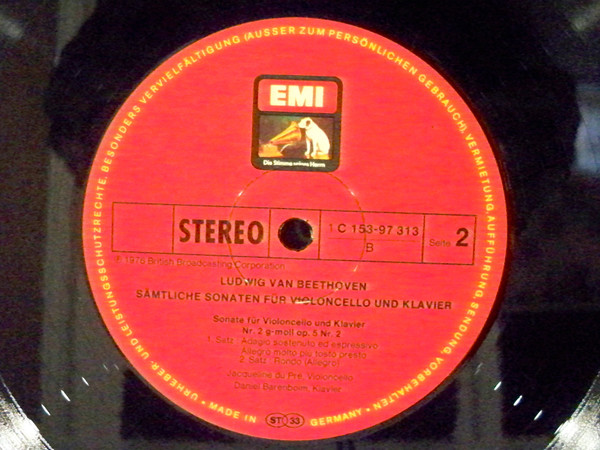 URHEBER- UND LEISTUNGSSCHUTZRECHTE, BESONDERS VERVIELFÄLTIGUNG (AUSSER ZUM PERSÖNLICHEN GEBRAUCH), VERMIETUNG, AUFFÜHRUNG, SENDUNG, VORBEHALTEN •
EMI
Die Stimme seines Herrn
STEREO
1 C 153-97 313
B
Seite 2
℗ 1976 British Broadcasting Corporation
LUDWIG VAN BEETHOVEN
SÄMTLICHE SONATEN FÜR VIOLONCELLO UND KLAVIER
Sonate für Violoncello und Klavier
Nr. 2 g-moll op. 5 Nr. 2
1. Satz: Adagio sostenuto ed espressivo
Allegro molto più tosto presto
2. Satz: Rondo (Allegro)
Jacqueline du Pré, Violoncello
Daniel Barenboim, Klavier
• MADE IN GERMANY •
ST 33